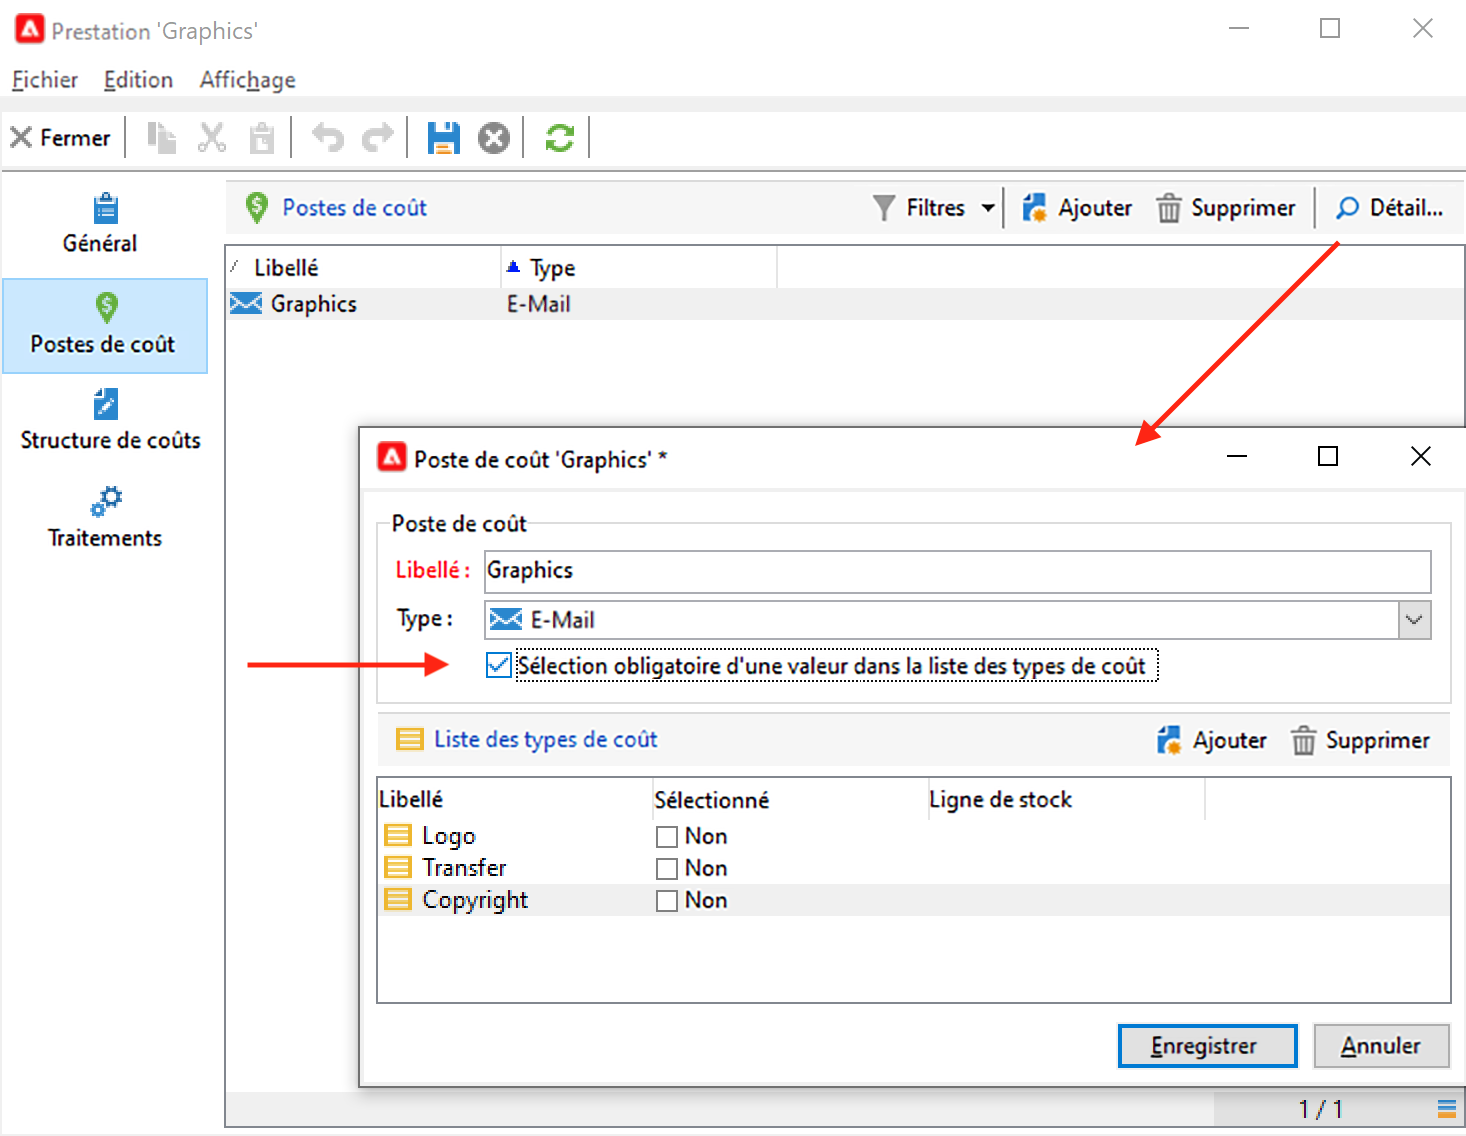 Prestation 'Graphics'
Fichier Edition Affichage
Fermer
Général
Postes de coût
Structure de coûts
Traitements
Postes de coût Filtres Ajouter Supprimer Détail...
Libellé Type
Graphics E-Mail
Poste de coût 'Graphics' *
Poste de coût
Libellé : Graphics
Type : E-Mail
Sélection obligatoire d'une valeur dans la liste des types de coût
Liste des types de coût Ajouter Supprimer
Libellé Sélectionné Ligne de stock
Logo Non
Transfer Non
Copyright Non
Enregistrer Annuler
1 / 1